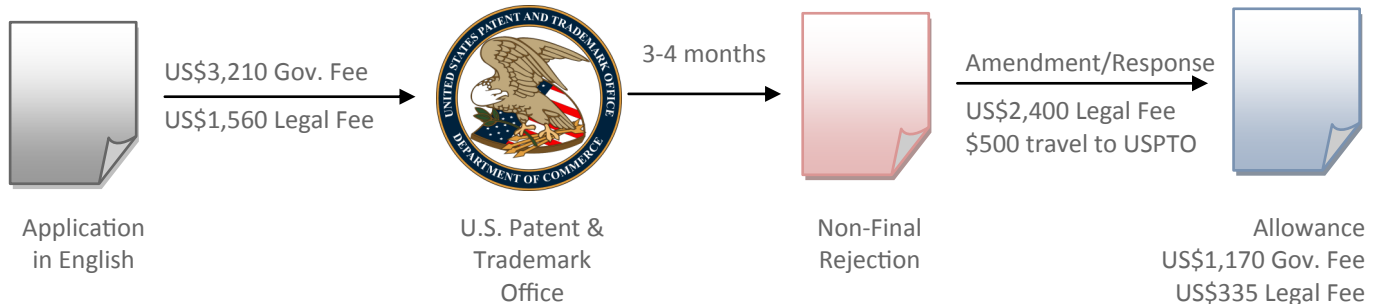 US$3,210 Gov. Fee
US$1,560 Legal Fee
UNITED STATES PATENT AND TRADEMARK OFFICE
DEPARTMENT OF COMMERCE
3-4 months
Amendment/Response
US$2,400 Legal Fee
$500 travel to USPTO
Application
in English
U.S. Patent &
Trademark
Office
Non-Final
Rejection
Allowance
US$1,170 Gov. Fee
US$335 Legal Fee